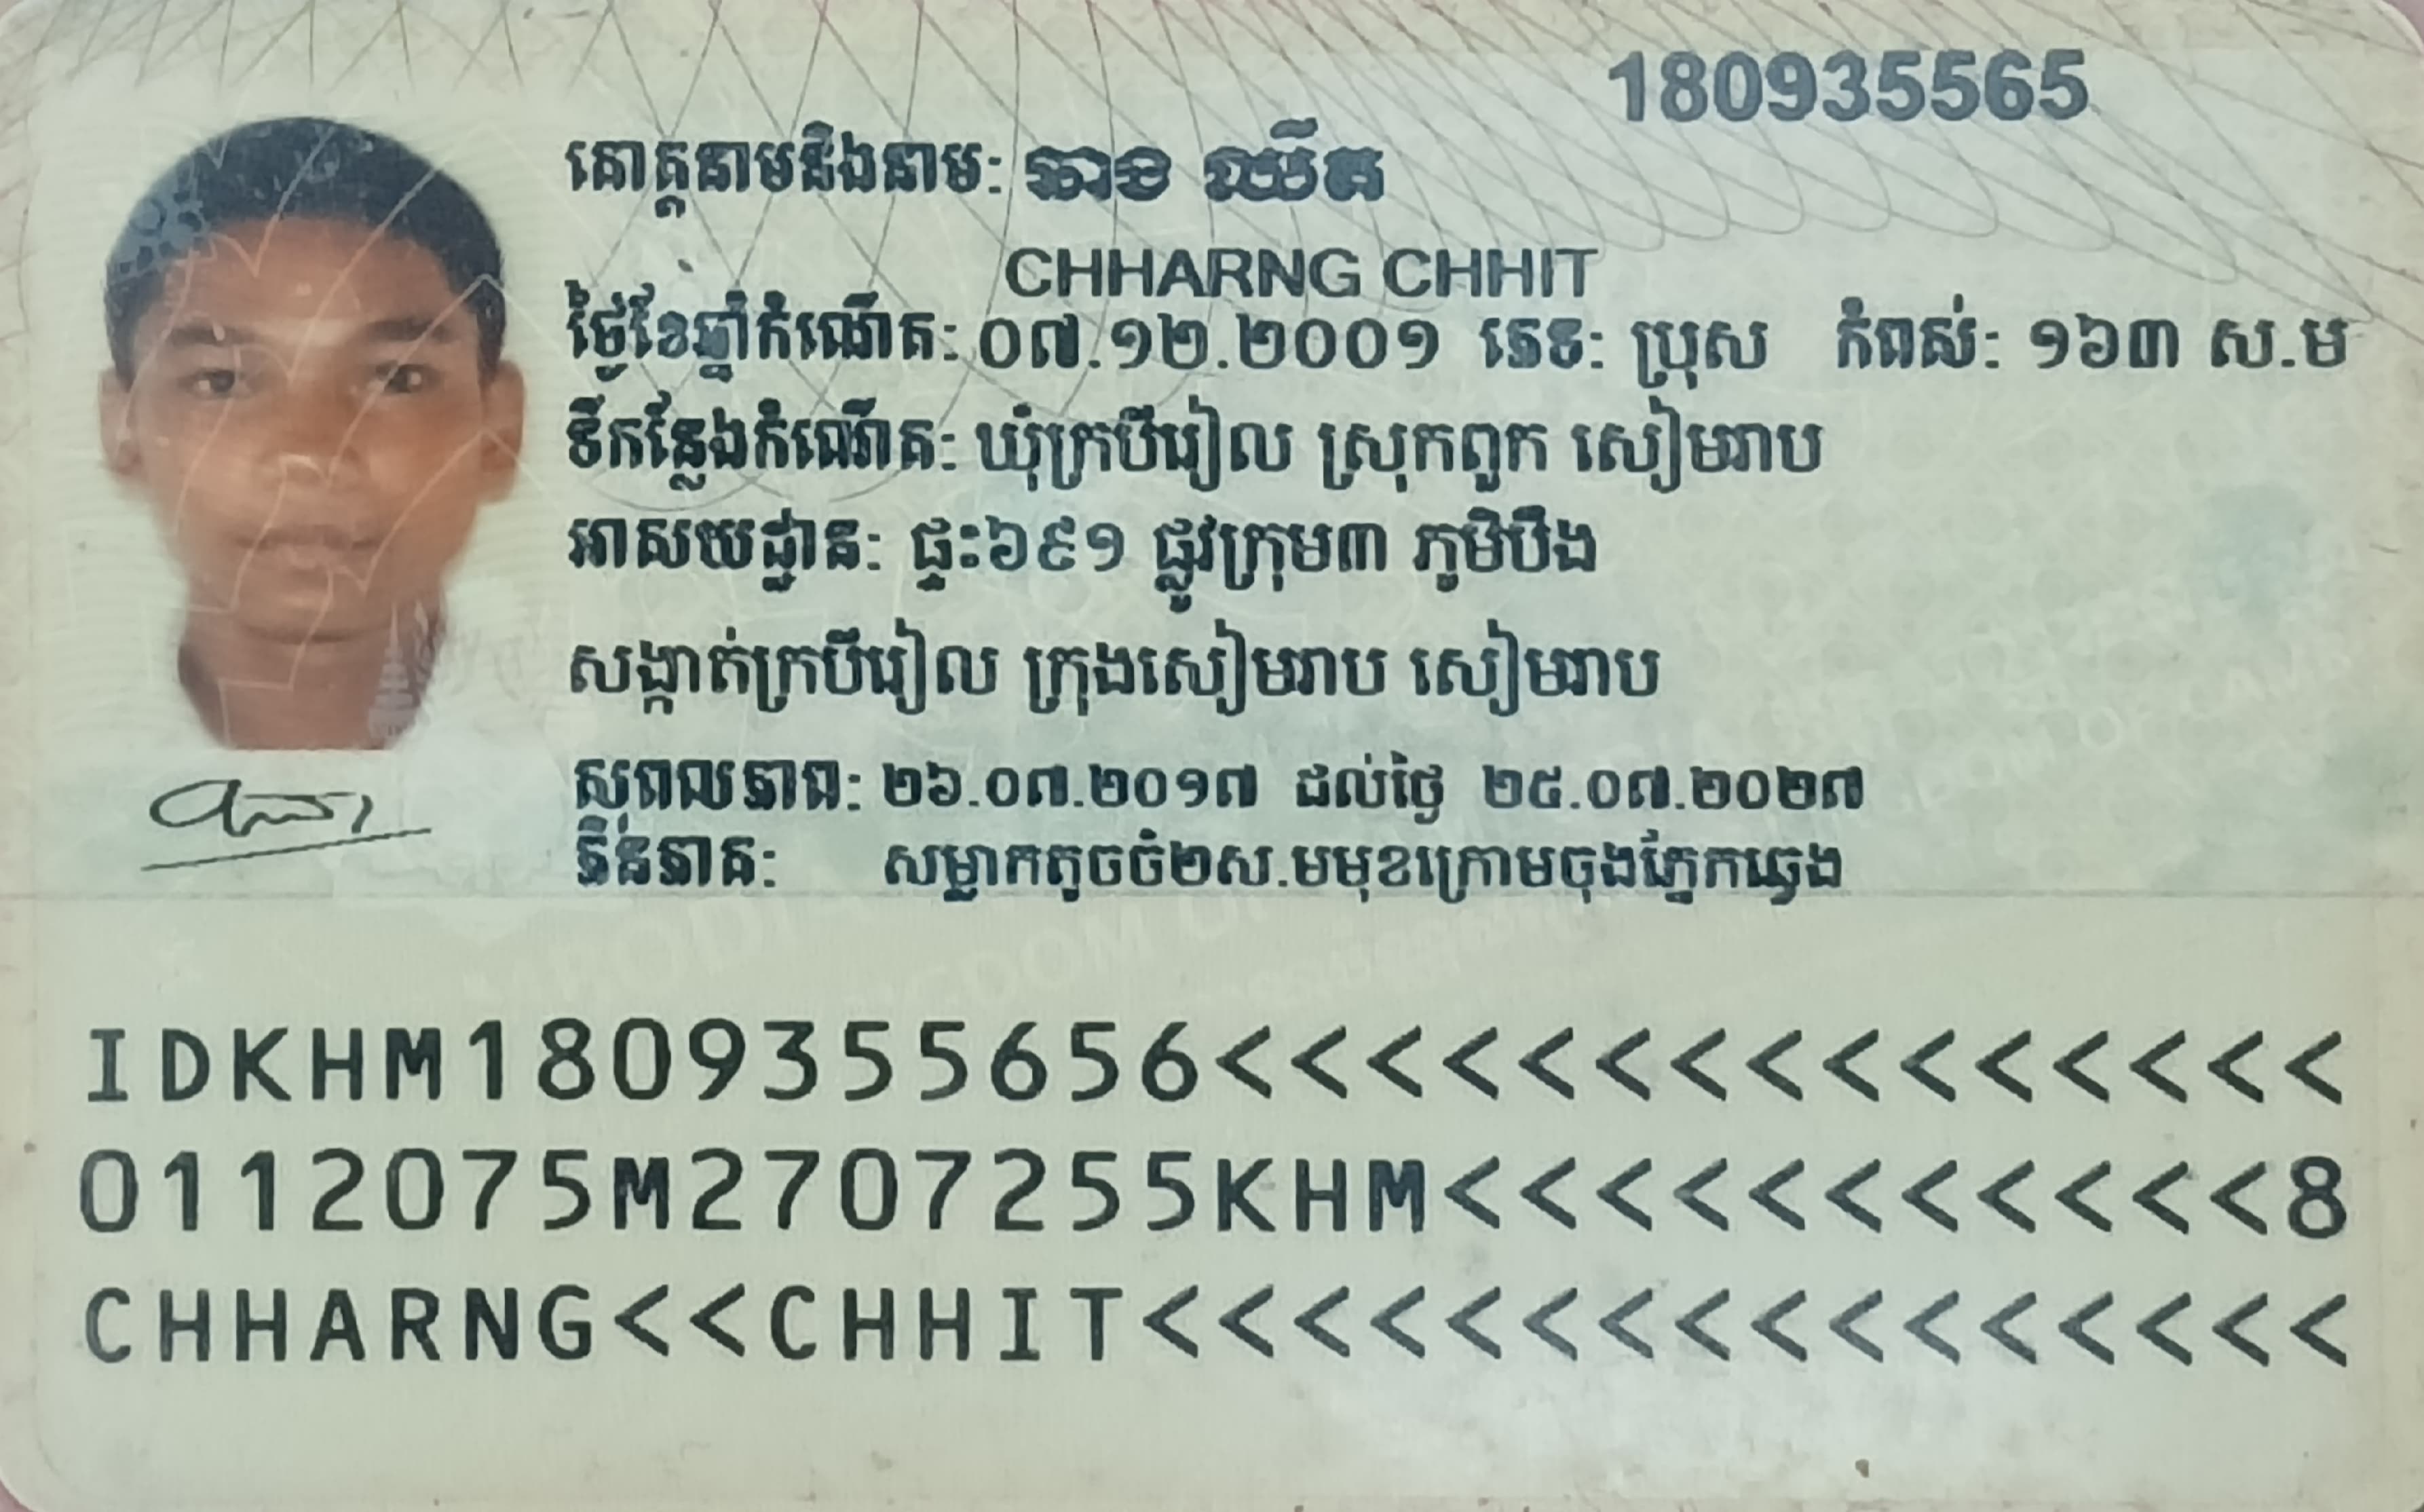 180935565
គោត្តនាមនិងនាម: ឆាង ឈឹត
CHHARNG CHHIT
ថ្ងៃខែឆ្នាំកំណើត: ០៧.១២.២០០១ ភេទ: ប្រុស កំពស់: ១៦៣ ស.ម
ទីកន្លែងកំណើត: ឃុំក្របីរៀល ស្រុកពួក សៀមរាប
អាសយដ្ឋាន: ផ្ទះ៦៩១ ផ្លូវក្រុម៣ ភូមិបឹង
សង្កាត់ក្របីរៀល ក្រុងសៀមរាប សៀមរាប
សុពលភាព: ២៦.០៧.២០១៧ ដល់ថ្ងៃ ២៥.០៧.២០២៧
ភិនភាគ: សម្លាកតូចចំ២ស.មមុខក្រោមចុងភ្នែកឆ្វេង
IDKHM1809355656<<<<<<<<<<<<<<<
0112075M2707255KHM<<<<<<<<<<<8
CHHARNG<<CHHIT<<<<<<<<<<<<<<<<